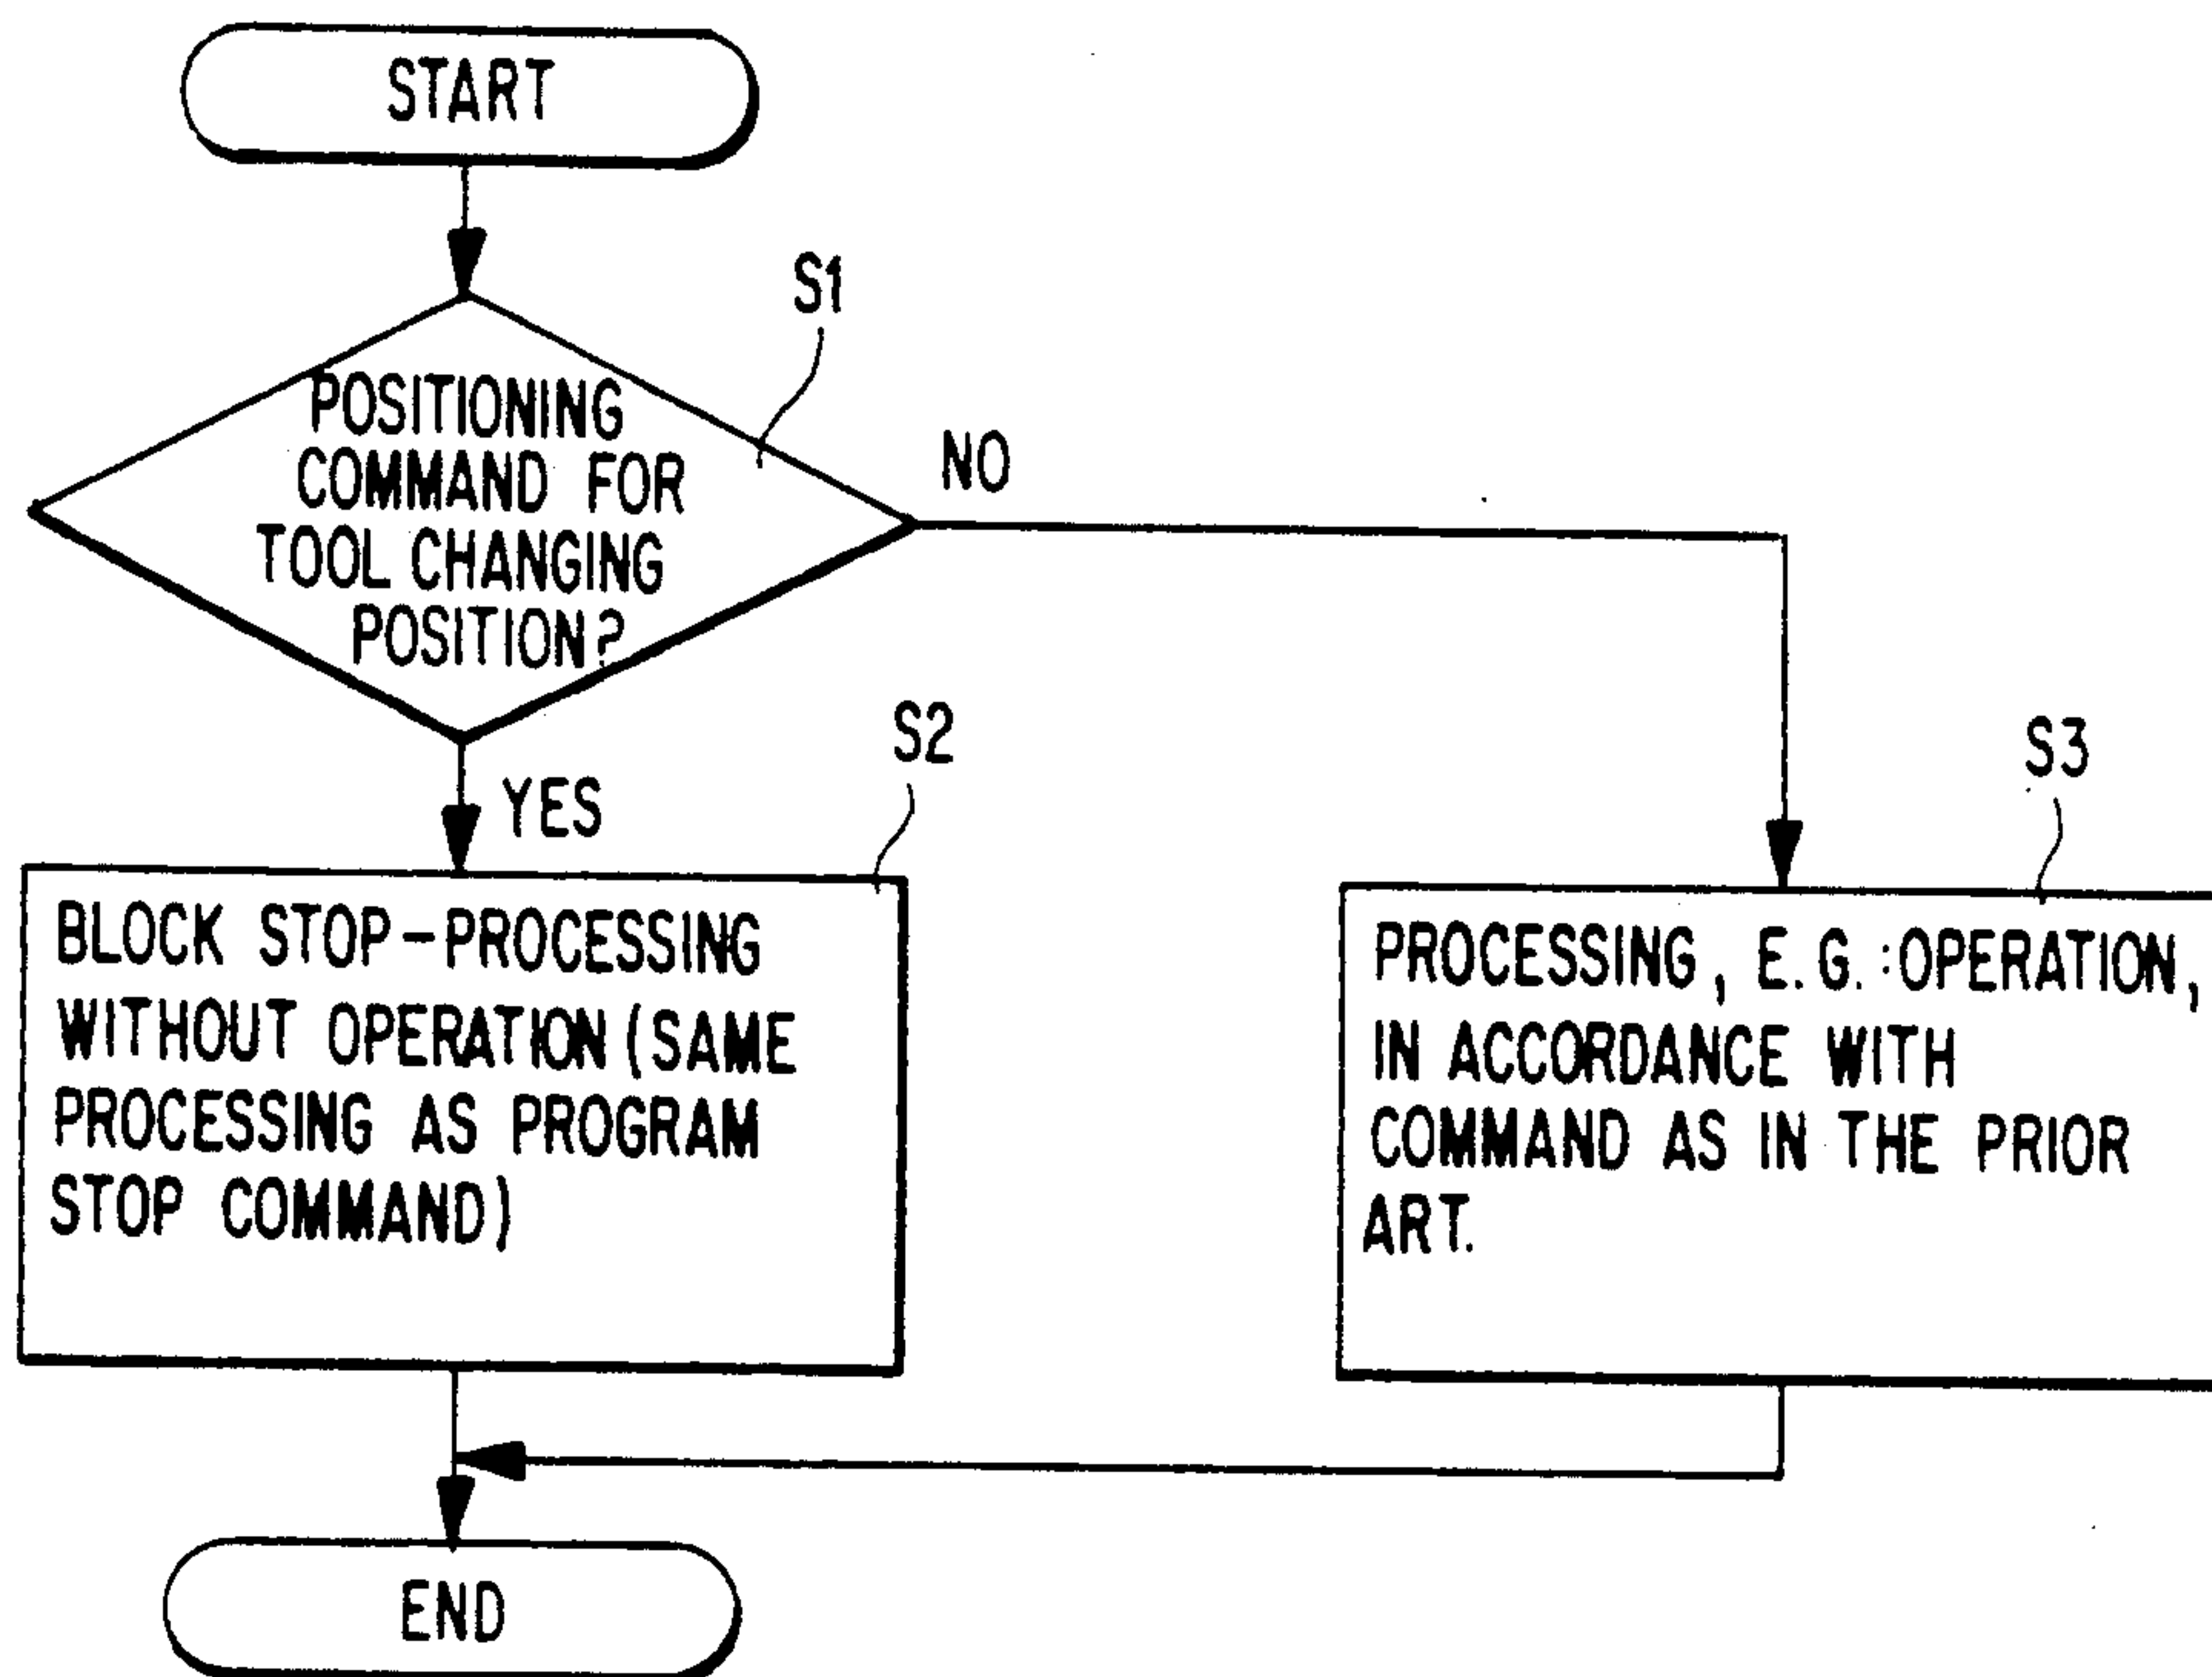 START
S1
POSITIONING
COMMAND FOR
TOOL CHANGING
POSITION?
NO
YES
S2
BLOCK STOP-PROCESSING
WITHOUT OPERATION (SAME
PROCESSING AS PROGRAM
STOP COMMAND)
S3
PROCESSING, E.G.:OPERATION,
IN ACCORDANCE WITH
COMMAND AS IN THE PRIOR
ART.
END